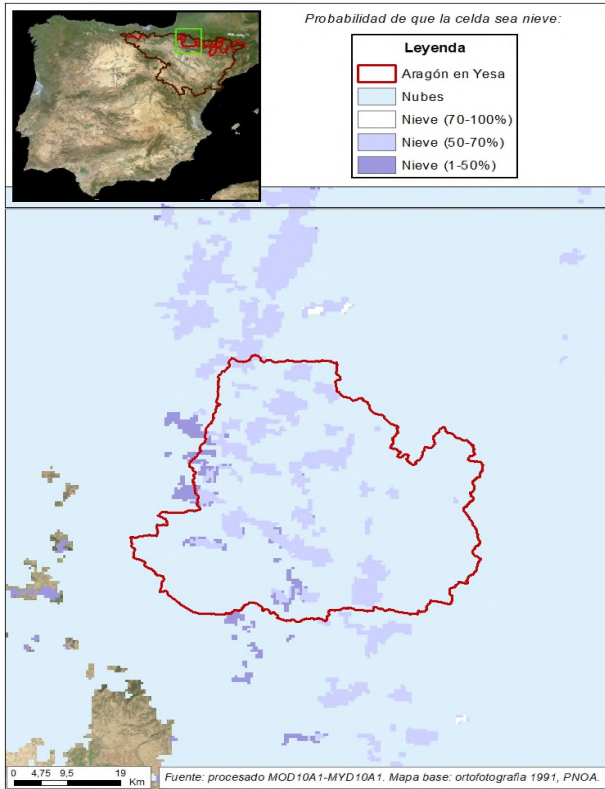 Probabilidad de que la celda sea nieve:
Leyenda
Aragón en Yesa
Nubes
Nieve (70-100%)
Nieve (50-70%)
Nieve (1-50%)
0 4,75 9,5 19
Km
Fuente: procesado MOD10A1-MYD10A1. Mapa base: ortofotografia 1991, PNOA.